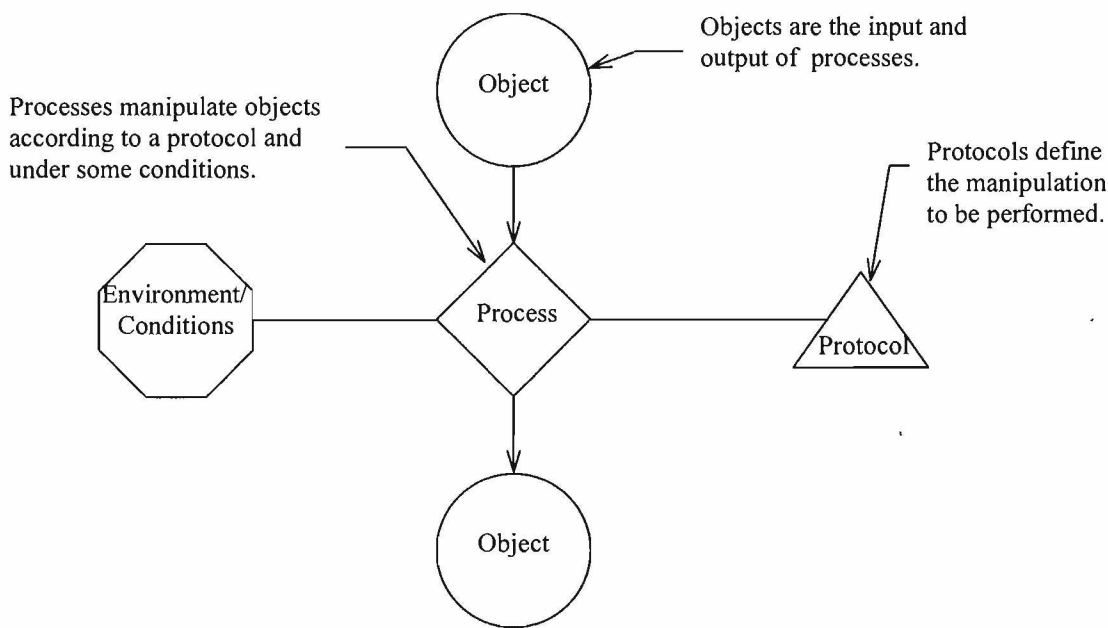 Objects are the input and
output of processes.
Object
Processes manipulate objects
according to a protocol and
under some conditions.
Protocols define
the manipulation
to be performed.
Environment/
Conditions
Process
Protocol
Object